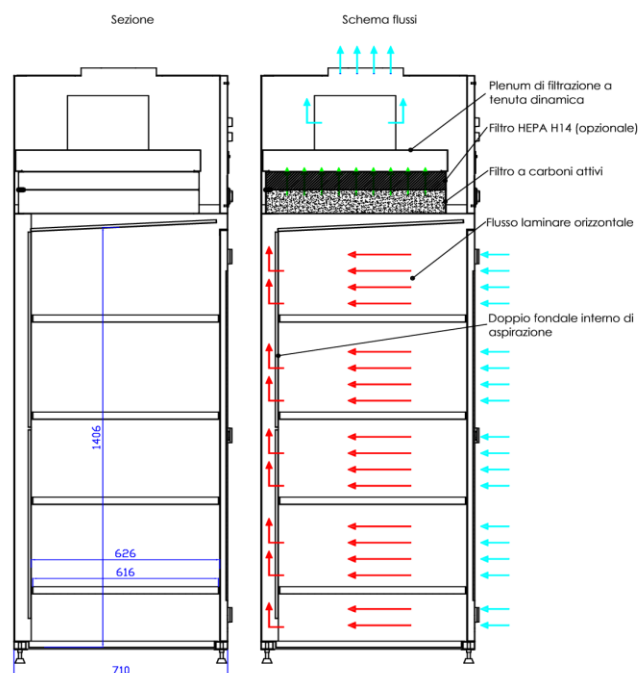 Sezione
Schema flussi
Plenum di filtrazione a
tenuta dinamica
Filtro HEPA H14 (opzionale)
Filtro a carboni attivi
Flusso laminare orizzontale
Doppio fondale interno di
aspirazione
1406
626
616
710